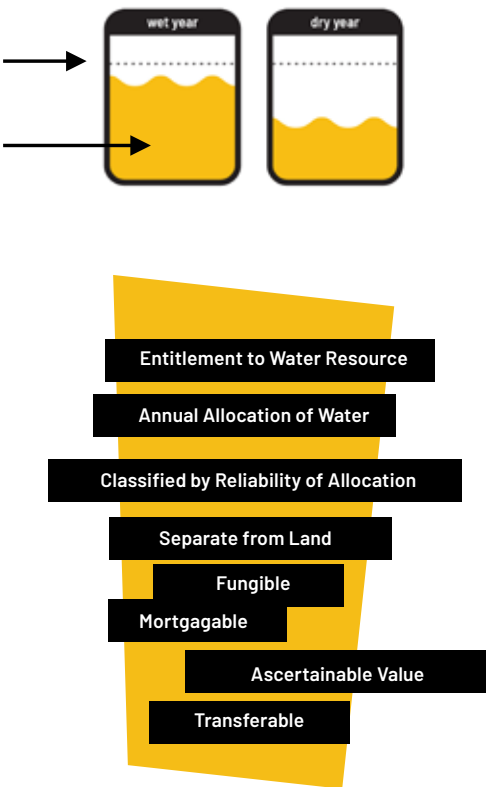 wet year
dry year
Entitlement to Water Resource
Annual Allocation of Water
Classified by Reliability of Allocation
Separate from Land
Fungible
Mortgagable
Ascertainable Value
Transferable